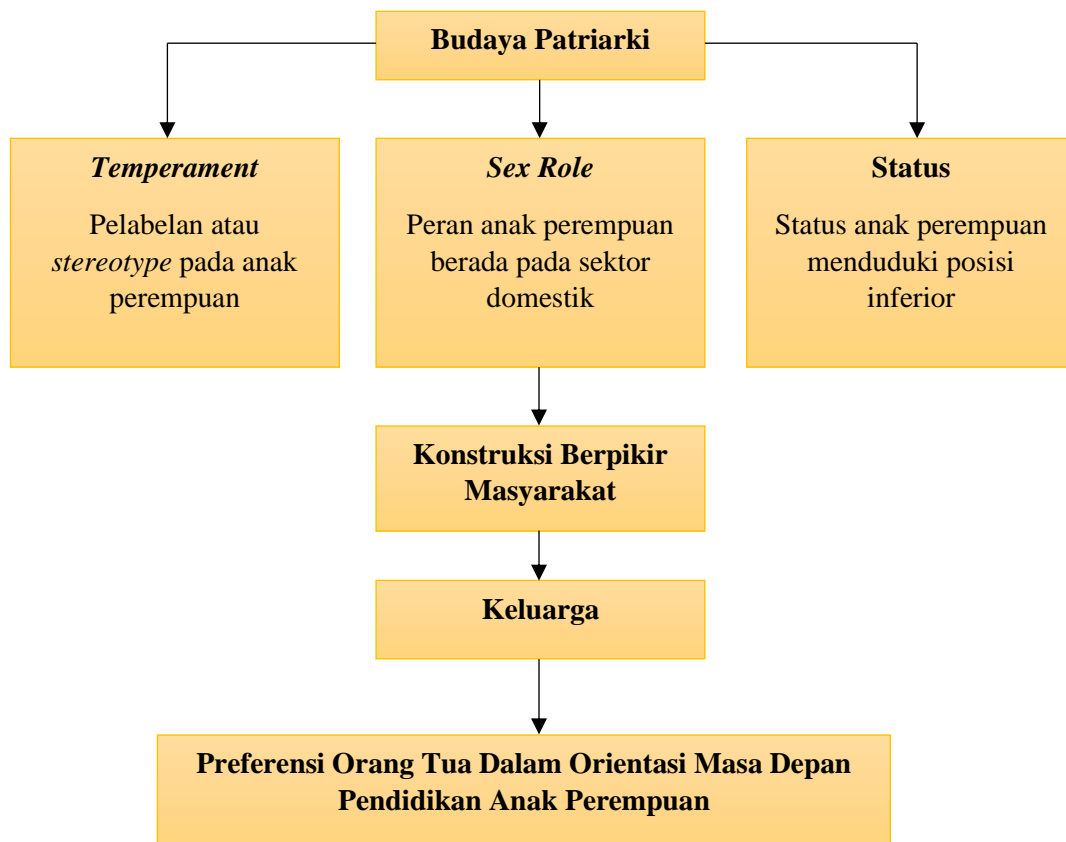 Budaya Patriarki
Temperament
Pelabelan atau
stereotype pada anak
perempuan
Sex Role
Peran anak perempuan
berada pada sektor
domestik
Status
Status anak perempuan
menduduki posisi
inferior
Konstruksi Berpikir
Masyarakat
Keluarga
Preferensi Orang Tua Dalam Orientasi Masa Depan
Pendidikan Anak Perempuan